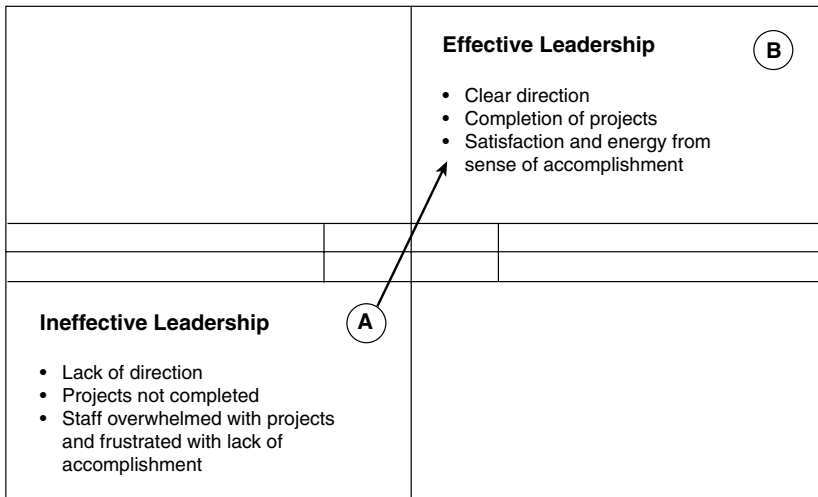 Effective Leadership
B
• Clear direction
• Completion of projects
• Satisfaction and energy from
sense of accomplishment
Ineffective Leadership
A
• Lack of direction
• Projects not completed
• Staff overwhelmed with projects
and frustrated with lack of
accomplishment